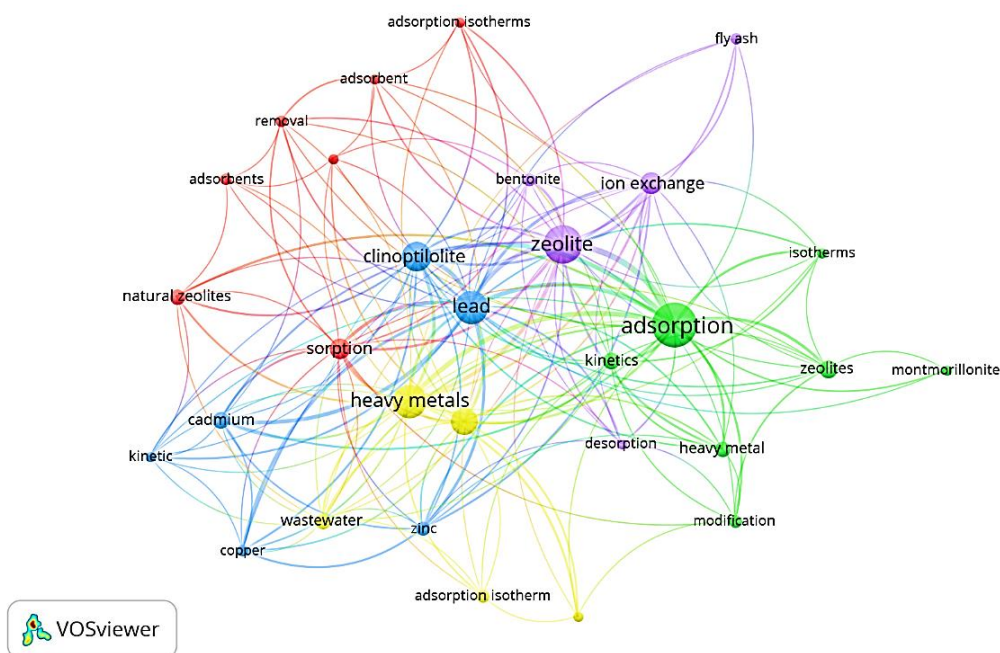 adsorption isotherms
fly ash
adsorbent
removal
adsorbents
bentonite
ion exchange
zeolite
clinoptilolite
isotherms
natural zeolites
lead
adsorption
sorption
kinetics
zeolites
montmorillonite
heavy metals
cadmium
desorption
heavy metal
kinetic
wastewater
zinc
modification
copper
adsorption isotherm
VOSviewer